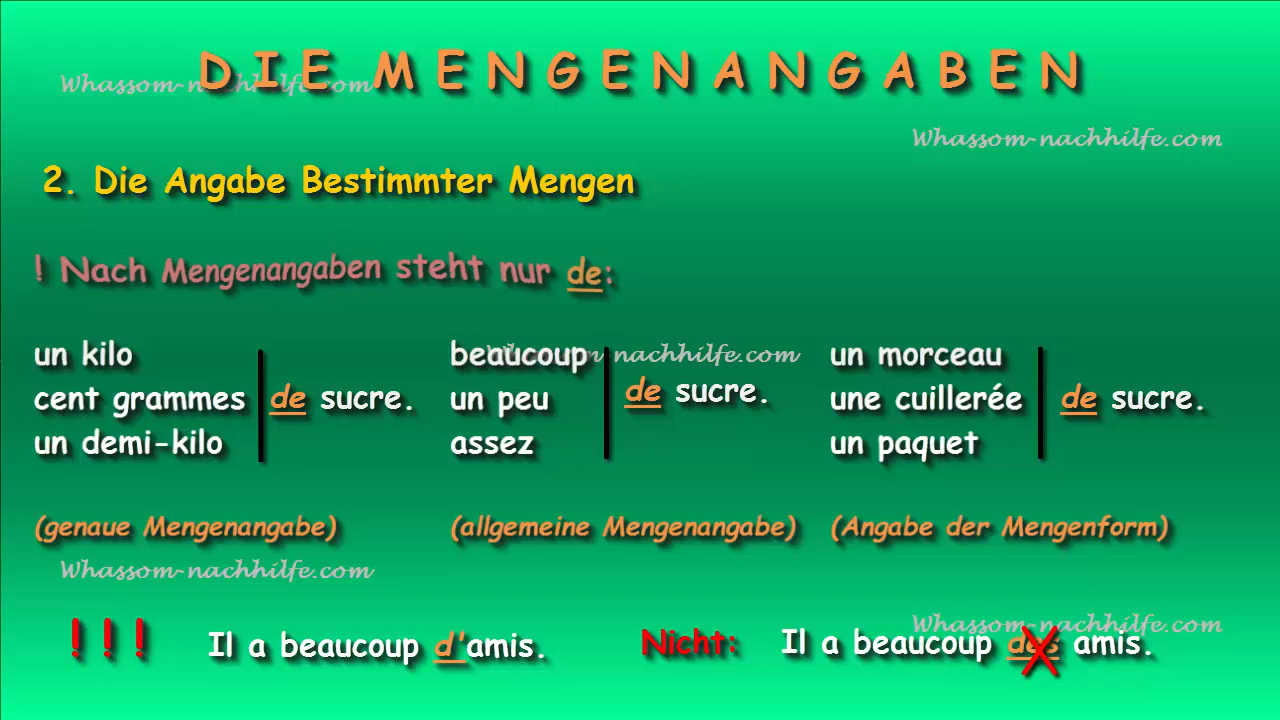 DIE MENGENANGABEN
Whassom-nachhilfe.com
Whassom-nachhilfe.com
2. Die Angabe Bestimmter Mengen
! Nach Mengenangaben steht nur de:
un kilo
cent grammes
un demi-kilo
de sucre.
beaucoup
un peu
assez
de sucre.
Whassom-nachhilfe.com
un morceau
une cuillerée
un paquet
de sucre.
(genaue Mengenangabe)
(allgemeine Mengenangabe)
(Angabe der Mengenform)
Whassom-nachhilfe.com
Whassom-nachhilfe.com
!!! Il a beaucoup d'amis.
Nicht: Il a beaucoup des amis.